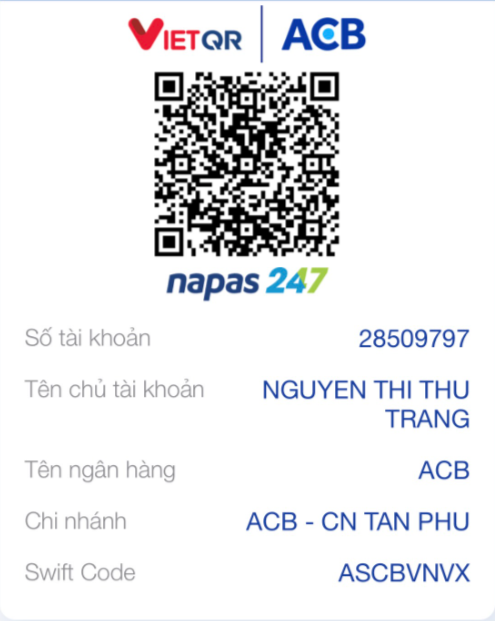 VIETQR ACB
napas 247
Số tài khoản 28509797
Tên chủ tài khoản NGUYEN THI THU
TRANG
Tên ngân hàng ACB
Chi nhánh ACB - CN TAN PHU
Swift Code ASCBVNVX